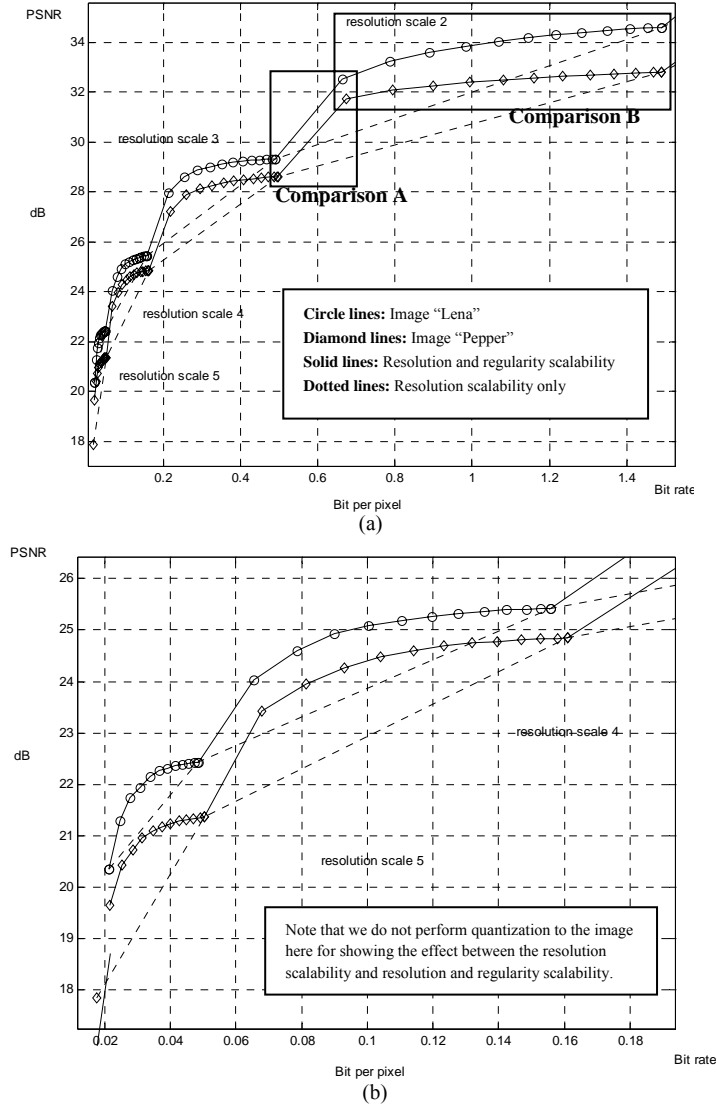 PSNR
resolution scale 2
34
32
Comparison B
30
resolution scale 3
28
Comparison A
dB
26
24
resolution scale 4
Circle lines: Image “Lena”
Diamond lines: Image “Pepper”
22
Solid lines: Resolution and regularity scalability
resolution scale 5
Dotted lines: Resolution scalability only
20
18
0.2 0.4 0.6 0.8 1 1.2 1.4
Bit rate
Bit per pixel
(a)
PSNR
26
25
24
23
resolution scale 4
dB
22
21
resolution scale 5
20
19
Note that we do not perform quantization to the image
here for showing the effect between the resolution
scalability and resolution and regularity scalability.
18
0.02 0.04 0.06 0.08 0.1 0.12 0.14 0.16 0.18
Bit per pixel
Bit rate
(b)